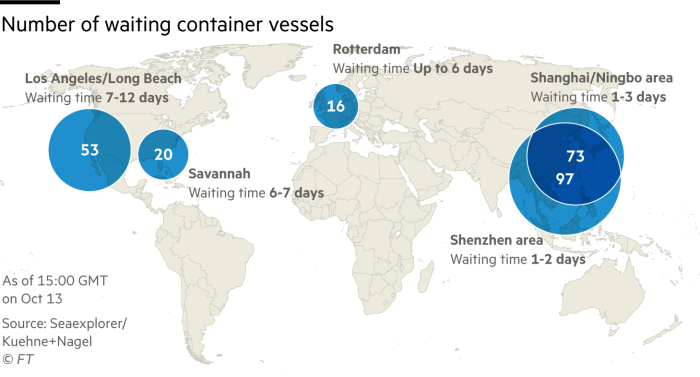 Number of waiting container vessels
Rotterdam
Waiting time Up to 6 days
Los Angeles/Long Beach
Waiting time 7-12 days
Shanghai/Ningbo area
Waiting time 1-3 days
16
53
20
73
97
Savannah
Waiting time 6-7 days
Shenzhen area
Waiting time 1-2 days
As of 15:00 GMT
on Oct 13
Source: Seaexplorer/
Kuehne+Nagel
© FT